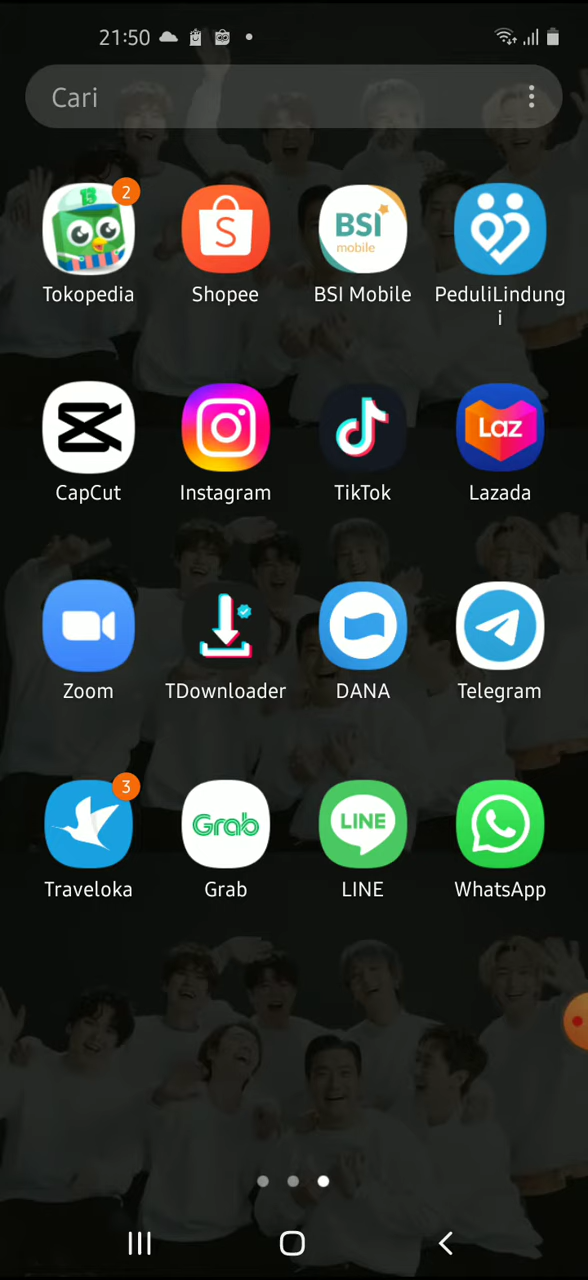 21:50
Cari
13
2
S
BSI
mobile
Tokopedia
Shopee
BSI Mobile
PeduliLindung
i
Laz
CapCut
Instagram
TikTok
Lazada
Zoom
TDownloader
DANA
Telegram
3
Grab
LINE
Traveloka
Grab
LINE
WhatsApp